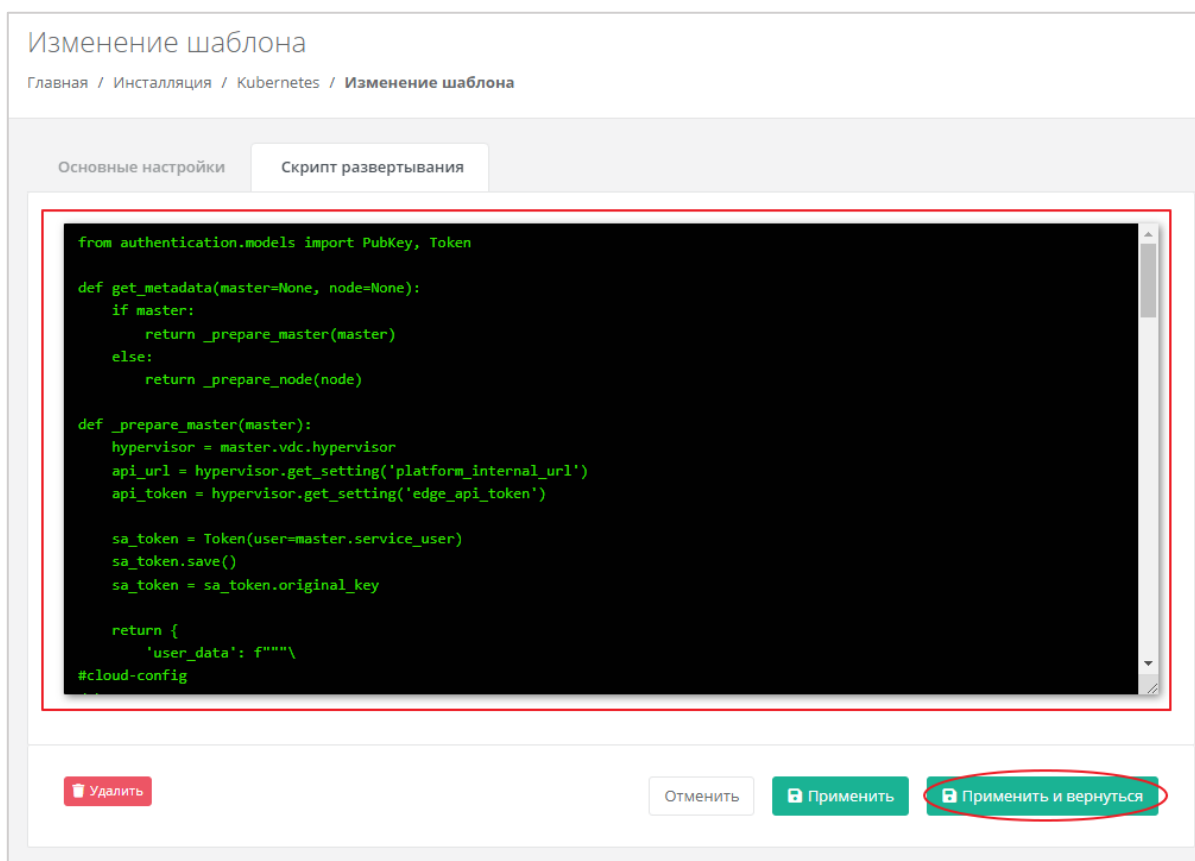 Изменение шаблона
Главная / Инсталляция / Kubernetes / Изменение шаблона
Основные настройки
Скрипт развертывания
from authentication.models import PubKey, Token
def get_metadata(master=None, node=None):
    if master:
        return _prepare_master(master)
    else:
        return _prepare_node(node)
def _prepare_master(master):
    hypervisor = master.vdc.hypervisor
    api_url = hypervisor.get_setting('platform_internal_url')
    api_token = hypervisor.get_setting('edge_api_token')
    sa_token = Token(user=master.service_user)
    sa_token.save()
    sa_token = sa_token.original_key
    return {
        'user_data': f"""\
#cloud-config
Удалить
Отменить
Применить
Применить и вернуться